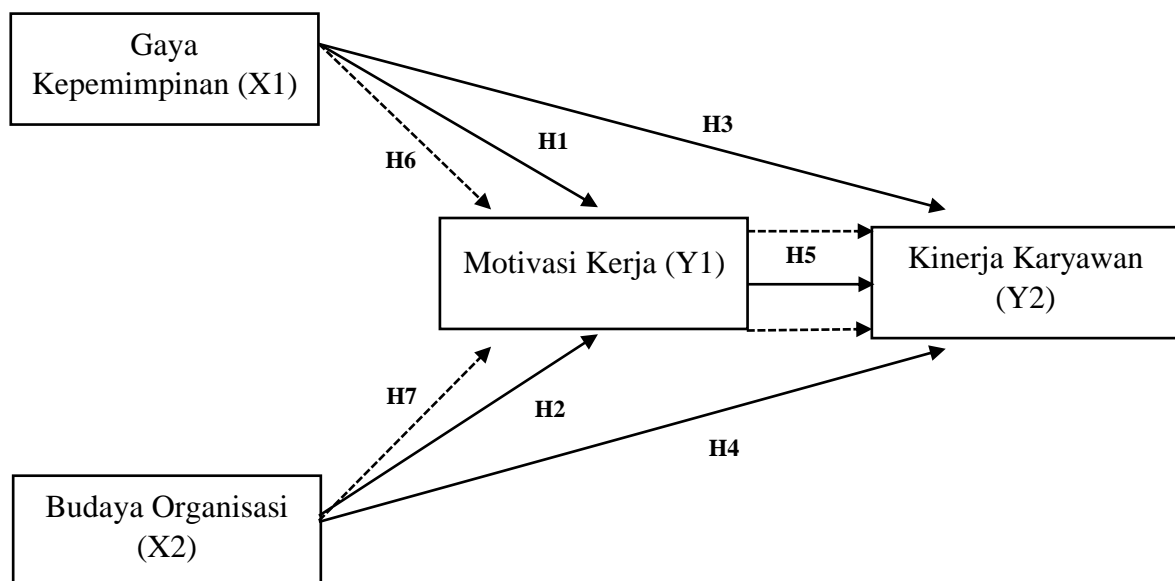 Gaya
Kepemimpinan (X1)
H3
H1
H6
Motivasi Kerja (Y1)
H5
Kinerja Karyawan
(Y2)
H7
H2
H4
Budaya Organisasi
(X2)